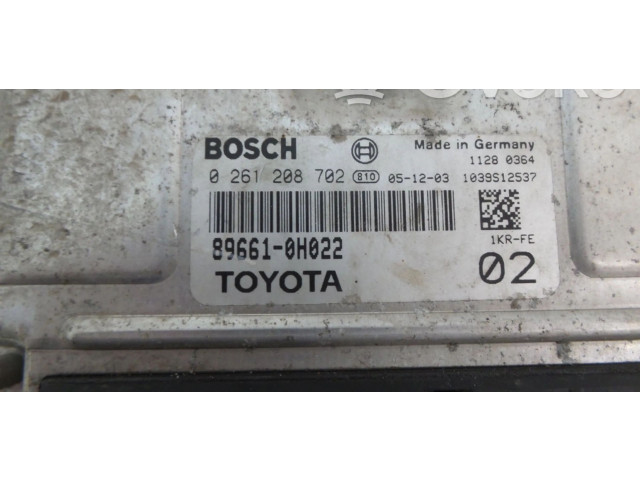 BOSCH Made in Germany
1128 0364
0 261 208 702 810 05-12-03 1039S12537
89661-0H022
1KR-FE
TOYOTA 02